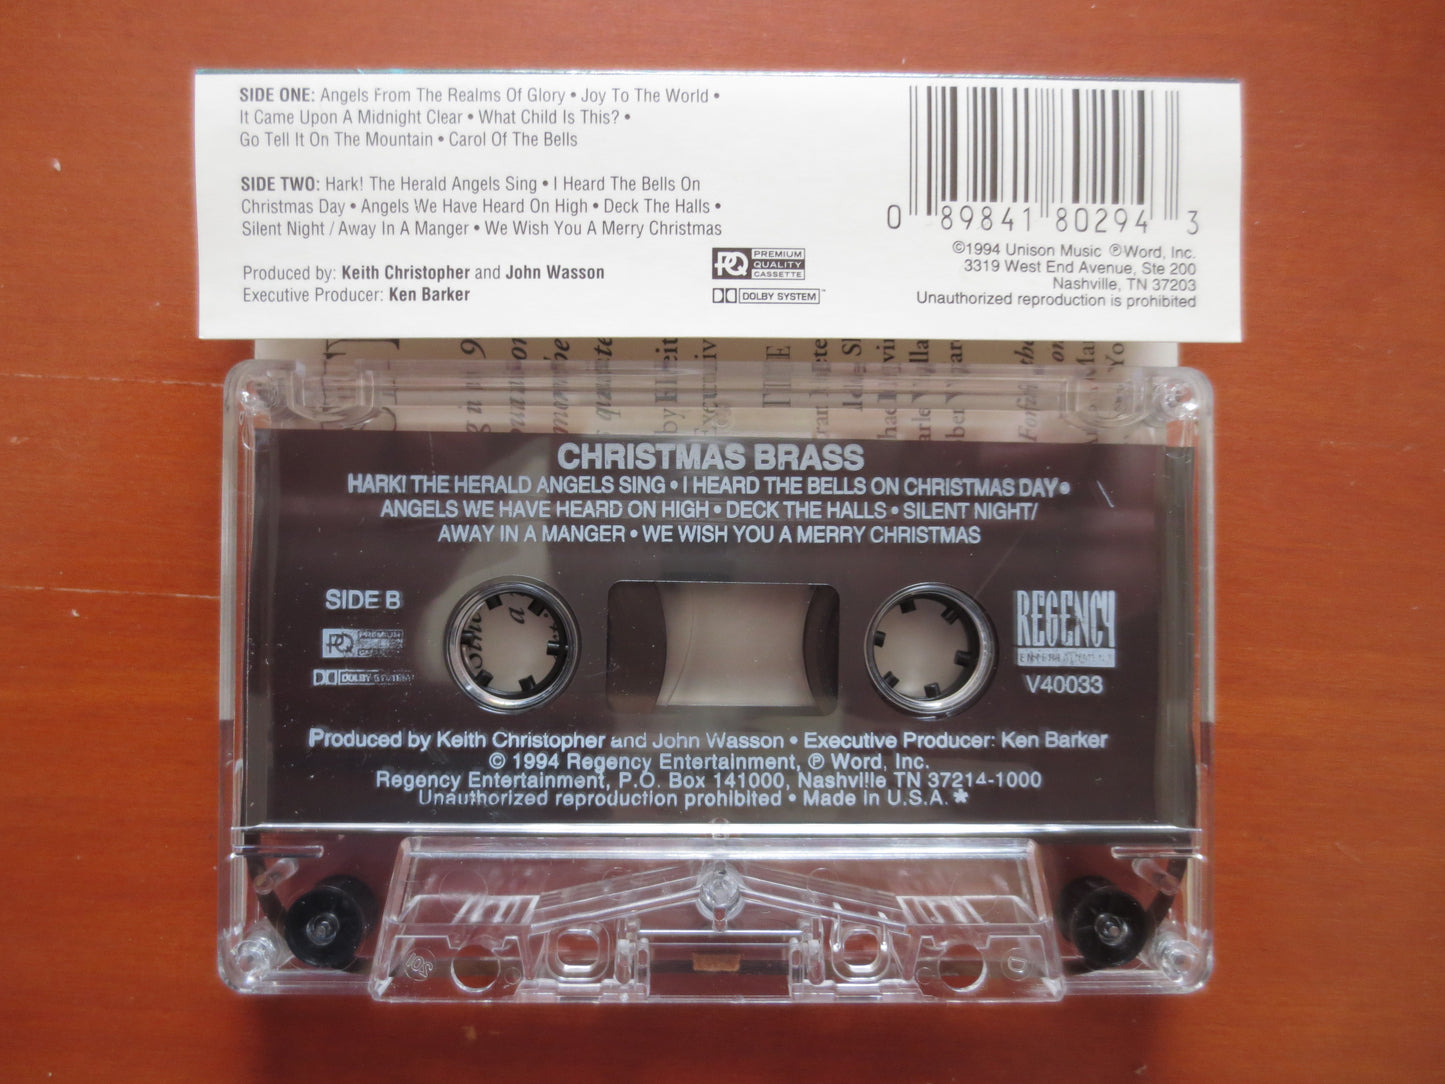 SIDE ONE: Angels From The Realms Of Glory • Joy To The World •
It Came Upon A Midnight Clear • What Child Is This? •
Go Tell It On The Mountain • Carol Of The Bells
SIDE TWO: Hark! The Herald Angels Sing • I Heard The Bells On
Christmas Day • Angels We Have Heard On High • Deck The Halls •
Silent Night / Away In A Manger • We Wish You A Merry Christmas
Produced by: Keith Christopher and John Wasson
Executive Producer: Ken Barker
PQ PREMIUM
QUALITY
CASSETTE
DOLBY SYSTEM™
0 89841 80294 3
©1994 Unison Music ℗Word, Inc.
3319 West End Avenue, Ste 200
Nashville, TN 37203
Unauthorized reproduction is prohibited
CHRISTMAS BRASS
HARK! THE HERALD ANGELS SING • I HEARD THE BELLS ON CHRISTMAS DAY •
ANGELS WE HAVE HEARD ON HIGH • DECK THE HALLS • SILENT NIGHT/
AWAY IN A MANGER • WE WISH YOU A MERRY CHRISTMAS
SIDE B
PQ PREMIUM
DOLBY SYSTEM
REGENCY
ENTERTAINMENT
V40033
Produced by Keith Christopher and John Wasson • Executive Producer: Ken Barker
© 1994 Regency Entertainment, ℗ Word, Inc.
Regency Entertainment, P.O. Box 141000, Nashville TN 37214-1000
Unauthorized reproduction prohibited • Made in U.S.A. *